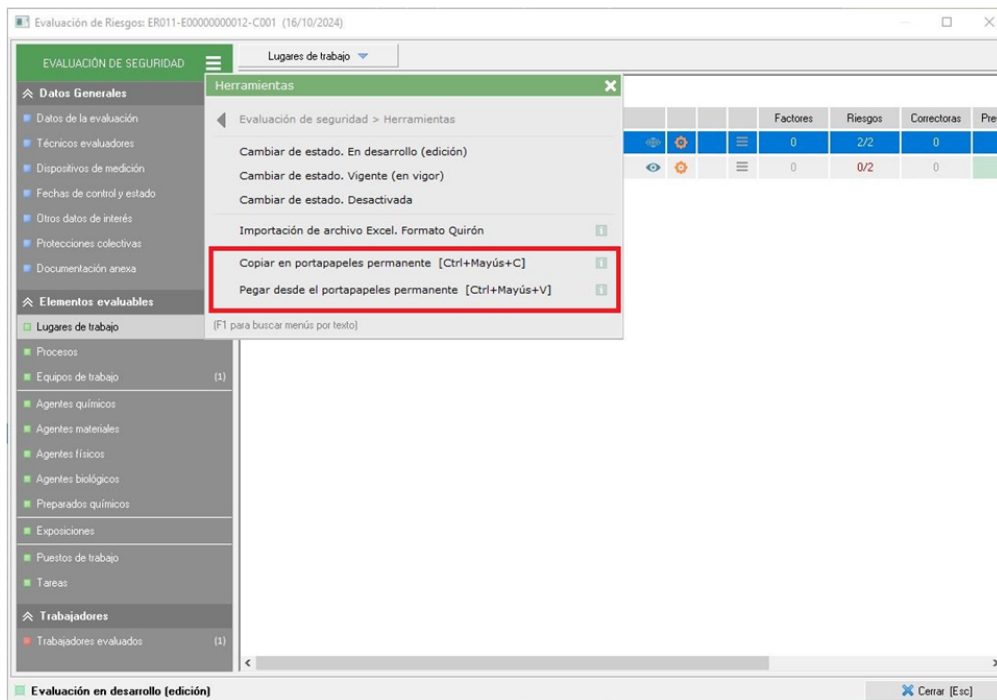 Evaluación de Riesgos: ER011-E00000000012-C001 (16/10/2024)
EVALUACIÓN DE SEGURIDAD
Lugares de trabajo
Datos Generales
Datos de la evaluación
Técnicos evaluadores
Dispositivos de medición
Fechas de control y estado
Otros datos de interés
Protecciones colectivas
Documentación anexa
Elementos evaluables
Lugares de trabajo
Procesos
Equipos de trabajo (1)
Agentes químicos
Agentes materiales
Agentes físicos
Agentes biológicos
Preparados químicos
Exposiciones
Puestos de trabajo
Tareas
Trabajadores
Trabajadores evaluados (1)
Herramientas
Evaluación de seguridad > Herramientas
Cambiar de estado. En desarrollo (edición)
Cambiar de estado. Vigente (en vigor)
Cambiar de estado. Desactivada
Importación de archivo Excel. Formato Quirón
Copiar en portapapeles permanente [Ctrl+Mayús+C]
Pegar desde el portapapeles permanente [Ctrl+Mayús+V]
(F1 para buscar menús por texto)
Factores Riesgos Correctoras
0 2/2 0
0 0/2 0
Evaluación en desarrollo (edición)
Cerrar [Esc]